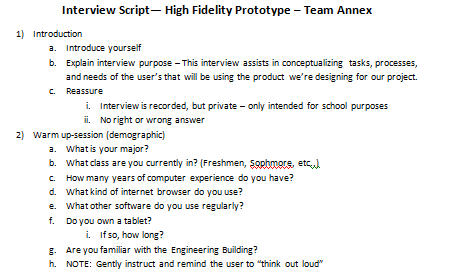 Interview Script— High Fidelity Prototype – Team Annex
1) Introduction
a. Introduce yourself
b. Explain interview purpose – This interview assists in conceptualizing tasks, processes,
and needs of the user's that will be using the product we're designing for our project.
c. Reassure
i. Interview is recorded, but private – only intended for school purposes
ii. No right or wrong answer
2) Warm up-session (demographic)
a. What is your major?
b. What class are you currently in? (Freshmen, Sophmore, etc,.)
c. How many years of computer experience do you have?
d. What kind of internet browser do you use?
e. What other software do you use regularly?
f. Do you own a tablet?
i. If so, how long?
g. Are you familiar with the Engineering Building?
h. NOTE: Gently instruct and remind the user to "think out loud"